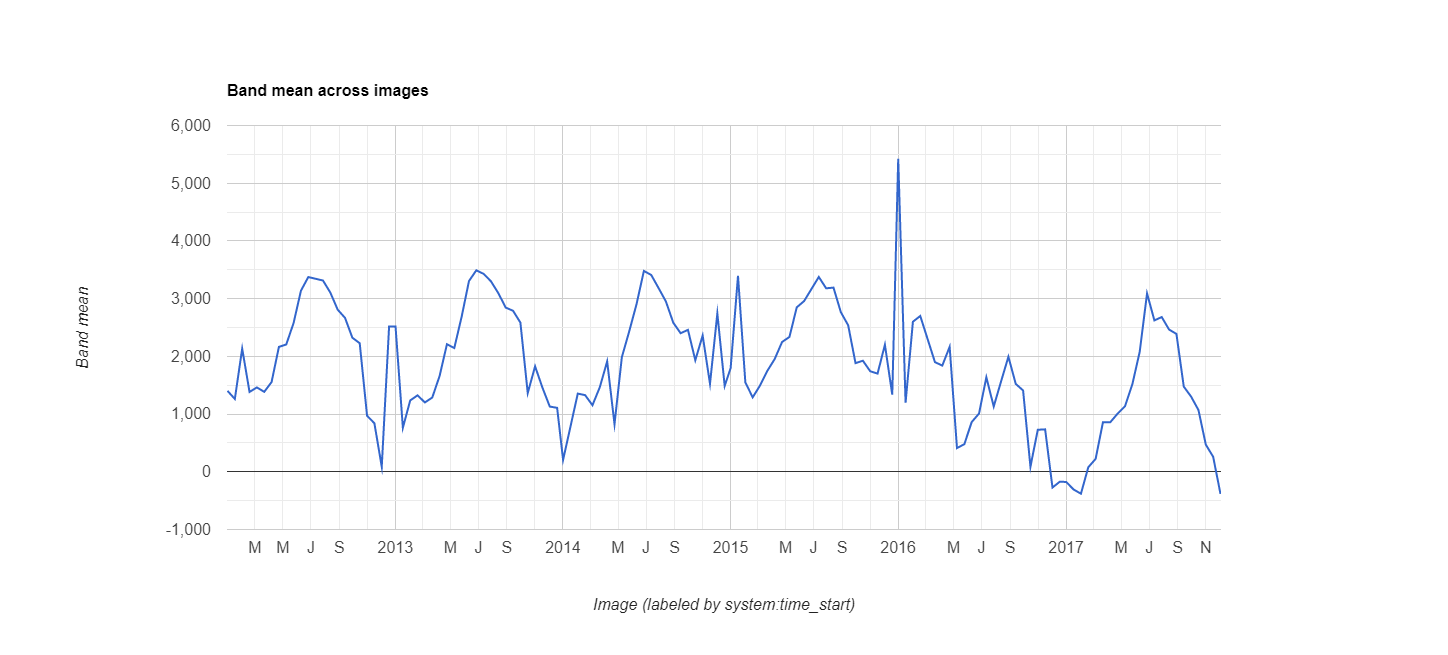 Band mean across images
6,000
5,000
4,000
3,000
2,000
1,000
0
-1,000
Band mean
M M J S 2013 M J S 2014 M J S 2015 M J S 2016 M J S 2017 M J S N
Image (labeled by system:time_start)